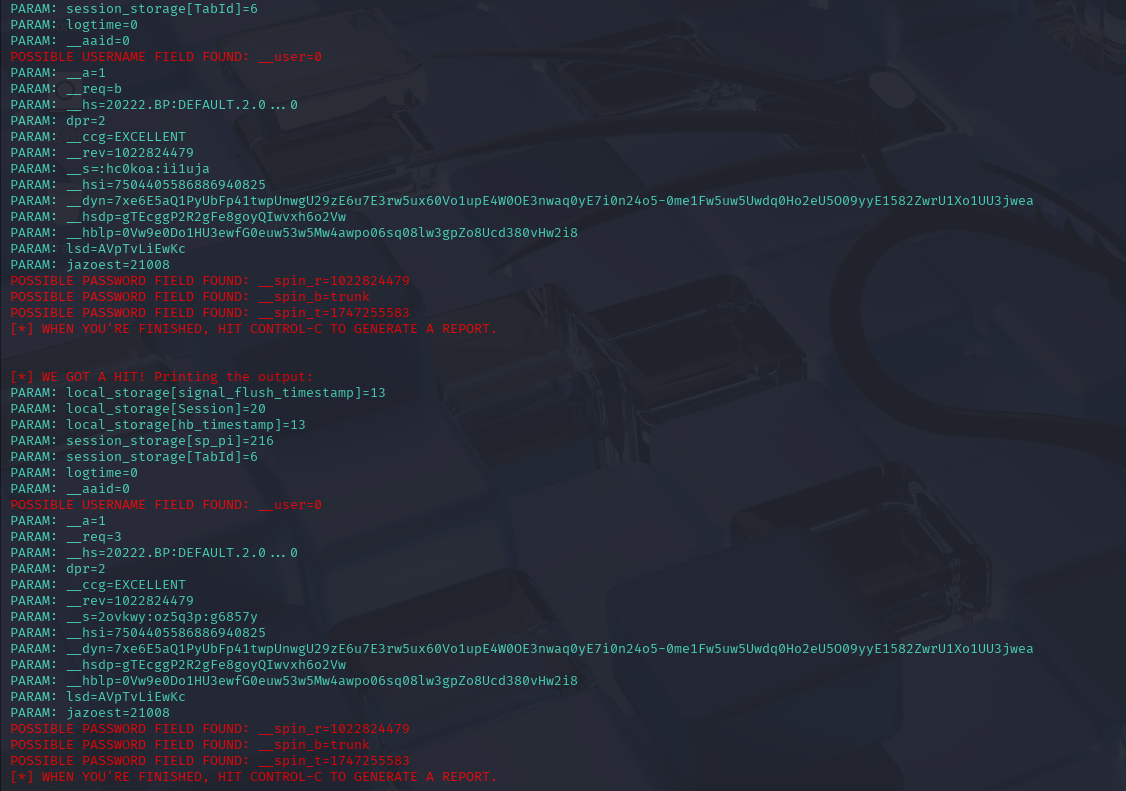 PARAM: session_storage[TabId]=6
PARAM: logtime=0
PARAM: __aaid=0
POSSIBLE USERNAME FIELD FOUND: __user=0
PARAM: __a=1
PARAM: __req=b
PARAM: __hs=20222.BP:DEFAULT.2.0...0
PARAM: dpr=2
PARAM: __ccg=EXCELLENT
PARAM: __rev=1022824479
PARAM: __s=:hc0koa:ii1uja
PARAM: __hsi=7504405586886940825
PARAM: __dyn=7xe6E5aQ1PyUbFp41twpUnwgU29zE6u7E3rw5ux60Vo1upE4W0OE3nwaq0yE7i0n24o5-0me1Fw5uw5Uwdq0Ho2eU5O09yyE1582ZwrU1Xo1UU3jwea
PARAM: __hsdp=gTEcggP2R2gFe8goyQIwvxh6o2Vw
PARAM: __hblp=0Vw9e0Do1HU3ewfG0euw53w5Mw4awpo06sq08lw3gpZo8Ucd380vHw2i8
PARAM: lsd=AVpTvLiEwKc
PARAM: jazoest=21008
POSSIBLE PASSWORD FIELD FOUND: __spin_r=1022824479
POSSIBLE PASSWORD FIELD FOUND: __spin_b=trunk
POSSIBLE PASSWORD FIELD FOUND: __spin_t=1747255583
[*] WHEN YOU'RE FINISHED, HIT CONTROL-C TO GENERATE A REPORT.
[*] WE GOT A HIT! Printing the output:
PARAM: local_storage[signal_flush_timestamp]=13
PARAM: local_storage[Session]=20
PARAM: local_storage[hb_timestamp]=13
PARAM: session_storage[sp_pi]=216
PARAM: session_storage[TabId]=6
PARAM: logtime=0
PARAM: __aaid=0
POSSIBLE USERNAME FIELD FOUND: __user=0
PARAM: __a=1
PARAM: __req=3
PARAM: __hs=20222.BP:DEFAULT.2.0...0
PARAM: dpr=2
PARAM: __ccg=EXCELLENT
PARAM: __rev=1022824479
PARAM: __s=2ovkwy:oz5q3p:g6857y
PARAM: __hsi=7504405586886940825
PARAM: __dyn=7xe6E5aQ1PyUbFp41twpUnwgU29zE6u7E3rw5ux60Vo1upE4W0OE3nwaq0yE7i0n24o5-0me1Fw5uw5Uwdq0Ho2eU5O09yyE1582ZwrU1Xo1UU3jwea
PARAM: __hsdp=gTEcggP2R2gFe8goyQIwvxh6o2Vw
PARAM: __hblp=0Vw9e0Do1HU3ewfG0euw53w5Mw4awpo06sq08lw3gpZo8Ucd380vHw2i8
PARAM: lsd=AVpTvLiEwKc
PARAM: jazoest=21008
POSSIBLE PASSWORD FIELD FOUND: __spin_r=1022824479
POSSIBLE PASSWORD FIELD FOUND: __spin_b=trunk
POSSIBLE PASSWORD FIELD FOUND: __spin_t=1747255583
[*] WHEN YOU'RE FINISHED, HIT CONTROL-C TO GENERATE A REPORT.